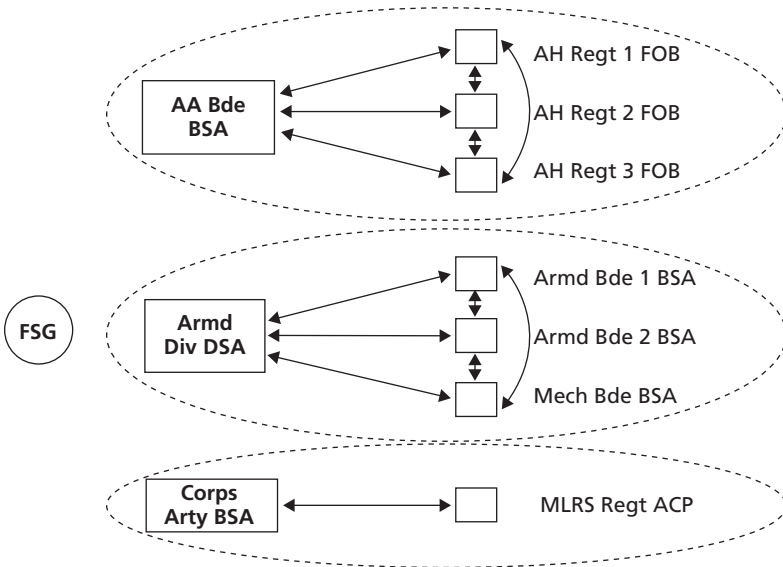 AA Bde
BSA
AH Regt 1 FOB
AH Regt 2 FOB
AH Regt 3 FOB
FSG
Armd
Div DSA
Armd Bde 1 BSA
Armd Bde 2 BSA
Mech Bde BSA
Corps
Arty BSA
MLRS Regt ACP